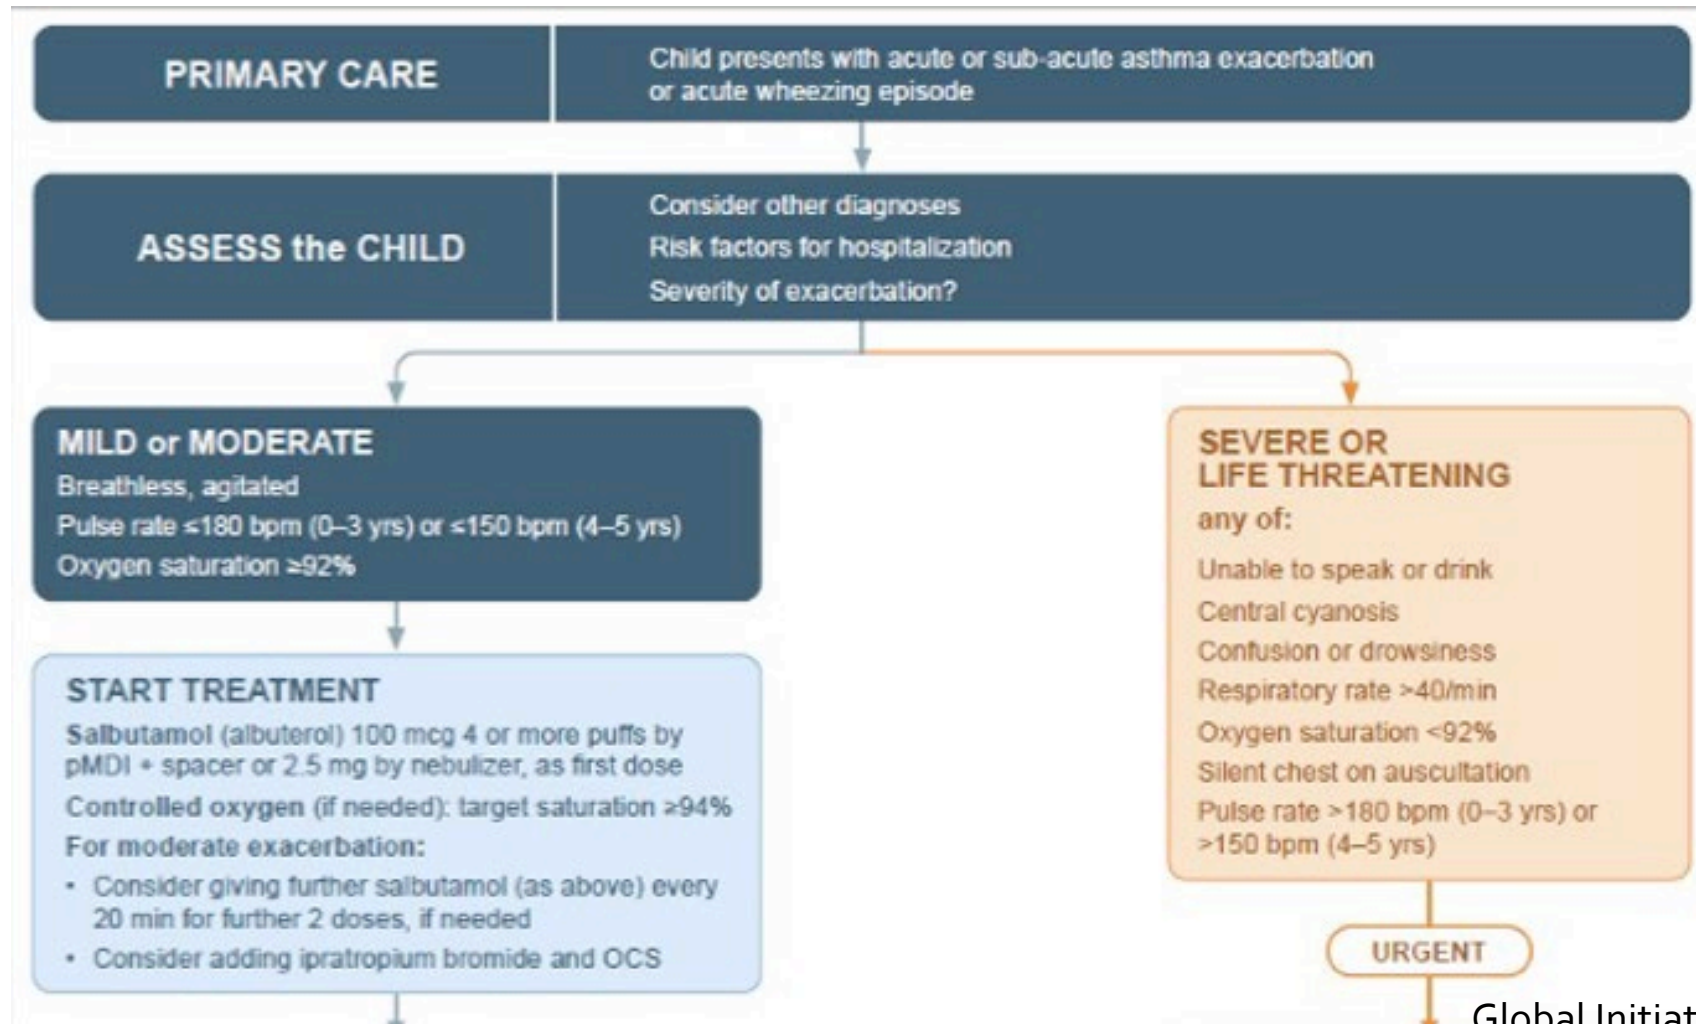 PRIMARY CARE
Child presents with acute or sub-acute asthma exacerbation
or acute wheezing episode
ASSESS the CHILD
Consider other diagnoses
Risk factors for hospitalization
Severity of exacerbation?
MILD or MODERATE
Breathless, agitated
Pulse rate ≤180 bpm (0–3 yrs) or ≤150 bpm (4–5 yrs)
Oxygen saturation ≥92%
START TREATMENT
Salbutamol (albuterol) 100 mcg 4 or more puffs by
pMDI + spacer or 2.5 mg by nebulizer, as first dose
Controlled oxygen (if needed): target saturation ≥94%
For moderate exacerbation:
• Consider giving further salbutamol (as above) every
20 min for further 2 doses, if needed
• Consider adding ipratropium bromide and OCS
SEVERE OR
LIFE THREATENING
any of:
Unable to speak or drink
Central cyanosis
Confusion or drowsiness
Respiratory rate >40/min
Oxygen saturation <92%
Silent chest on auscultation
Pulse rate >180 bpm (0–3 yrs) or
>150 bpm (4–5 yrs)
URGENT
Global Initiat